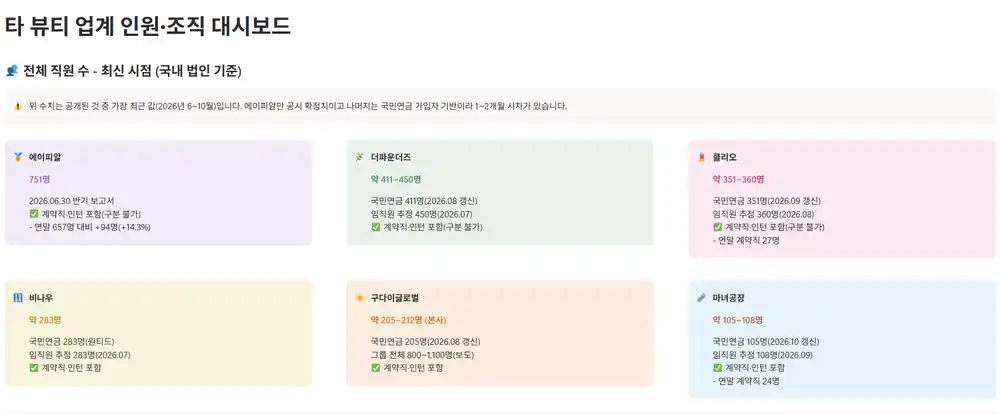 타 뷰티 업계 인원·조직 대시보드
전체 직원 수 - 최신 시점 (국내 법인 기준)
위 수치는 공개된 것 중 가장 최근 값(2026년 6~10월)입니다. 에이피알만 공시 확정치이고 나머지는 국민연금 가입자 기반이라 1~2개월 시차가 있습니다.
에이피알
751명
2026.06.30 반기 보고서
✅ 계약직·인턴 포함(구분 불가)
- 연말 657명 대비 +94명(+14.3%)
더파운더즈
약 411~450명
국민연금 411명(2026.08 갱신)
임직원 추정 450명(2026.07)
✅ 계약직·인턴 포함(구분 불가)
클리오
약 351~360명
국민연금 351명(2026.09 갱신)
임직원 추정 360명(2026.08)
✅ 계약직·인턴 포함(구분 불가)
- 연말 계약직 27명
비나우
약 283명
국민연금 283명(원티드)
임직원 추정 283명(2026.07)
✅ 계약직·인턴 포함
구다이글로벌
약 205~212명 (본사)
국민연금 205명(2026.08 갱신)
그룹 전체 800~1,100명(보도)
✅ 계약직·인턴 포함
마녀공장
약 105~108명
국민연금 105명(2026.10 갱신)
임직원 추정 108명(2026.09)
✅ 계약직·인턴 포함
- 연말 계약직 24명